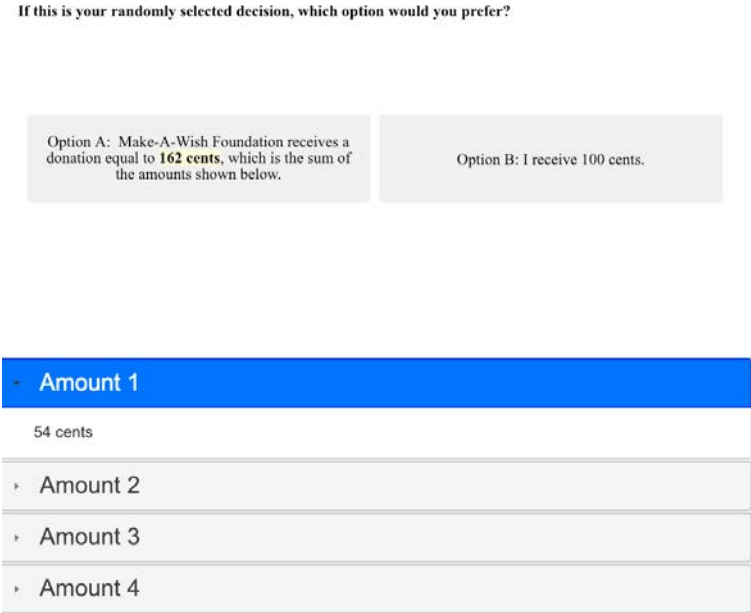 If this is your randomly selected decision, which option would you prefer?
Option A: Make-A-Wish Foundation receives a
donation equal to 162 cents, which is the sum of
the amounts shown below.
Option B: I receive 100 cents.
Amount 1
54 cents
Amount 2
Amount 3
Amount 4